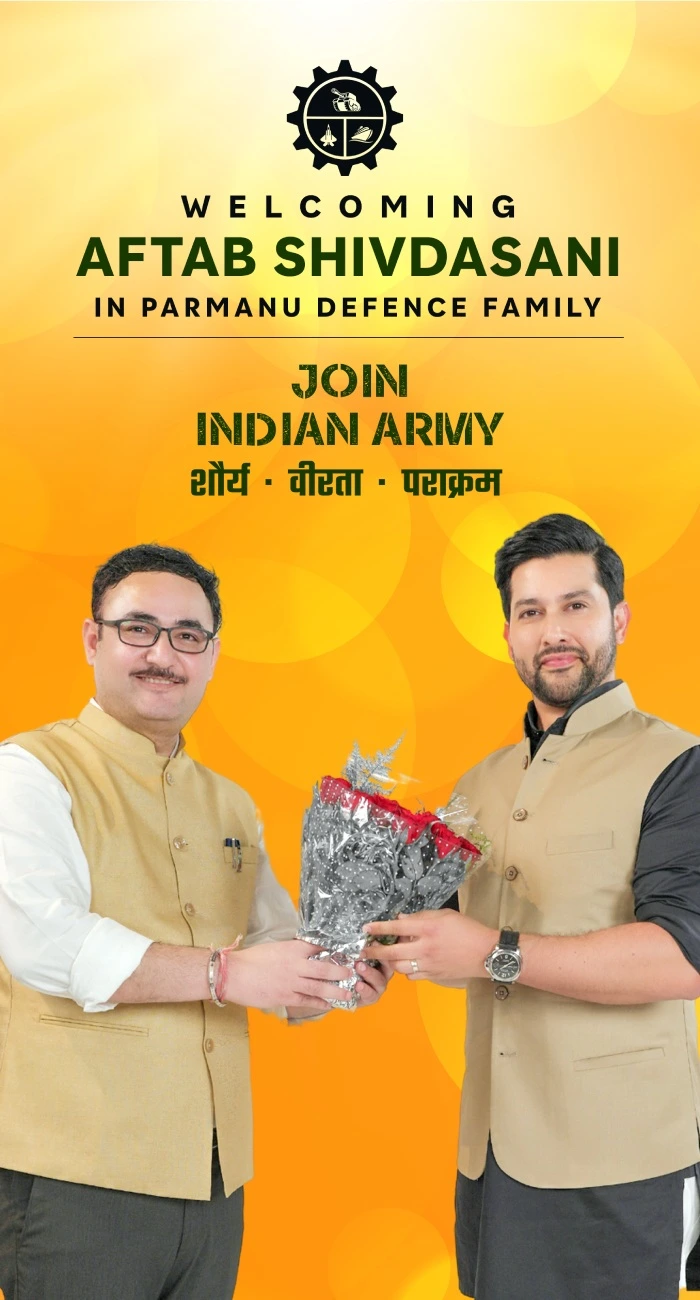 WELCOMING
AFTAB SHIVDASANI
IN PARMANU DEFENCE FAMILY
JOIN
INDIAN ARMY
शौर्य · वीरता · पराक्रम